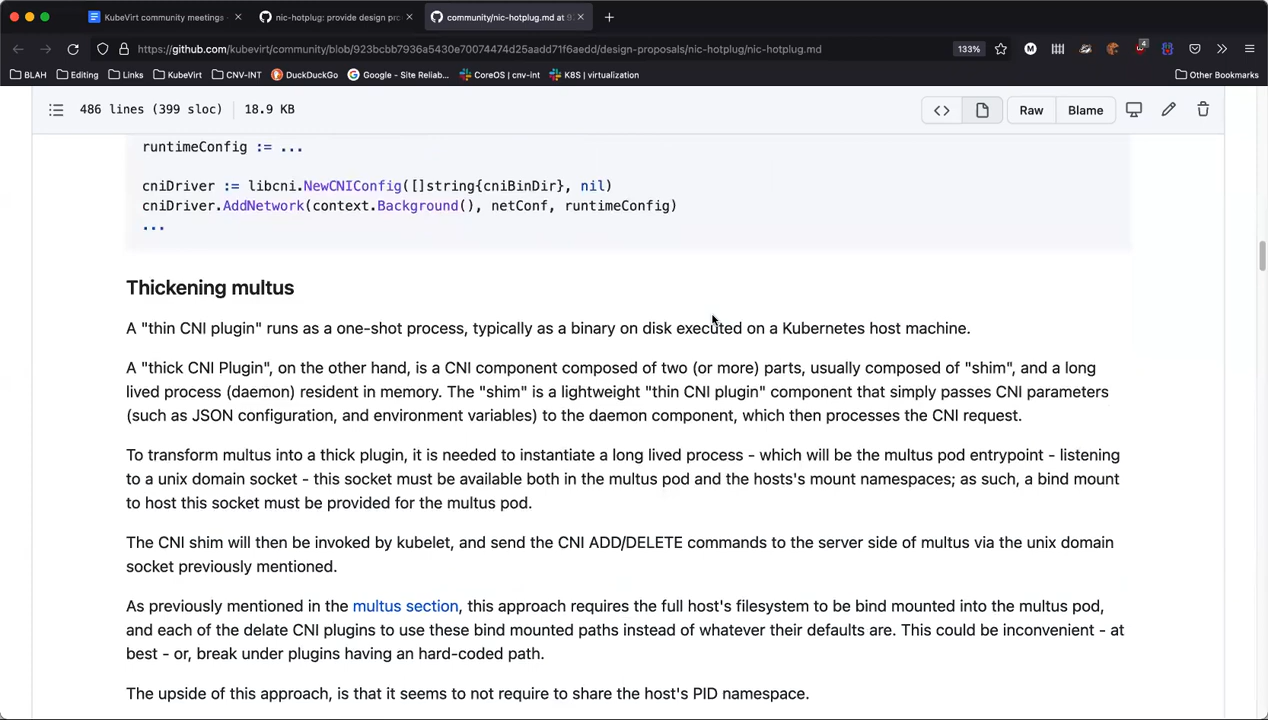 KubeVirt community meetings -
nic-hotplug: provide design pro
community/nic-hotplug.md at 9
https://github.com/kubevirt/community/blob/923bcbb7936a5430e70074474d25aadd71f6aedd/design-proposals/nic-hotplug/nic-hotplug.md
133%
4
BLAH
Editing
Links
KubeVirt
CNV-INT
DuckDuckGo
Google - Site Reliab...
CoreOS | cnv-int
K8S | virtualization
Other Bookmarks
486 lines (399 sloc)
18.9 KB
Raw
Blame
runtimeConfig := ...
cniDriver := libcni.NewCNIConfig([]string{cniBinDir}, nil)
cniDriver.AddNetwork(context.Background(), netConf, runtimeConfig)
...
Thickening multus
A "thin CNI plugin" runs as a one-shot process, typically as a binary on disk executed on a Kubernetes host machine.
A "thick CNI Plugin", on the other hand, is a CNI component composed of two (or more) parts, usually composed of "shim", and a long
lived process (daemon) resident in memory. The "shim" is a lightweight "thin CNI plugin" component that simply passes CNI parameters
(such as JSON configuration, and environment variables) to the daemon component, which then processes the CNI request.
To transform multus into a thick plugin, it is needed to instantiate a long lived process - which will be the multus pod entrypoint - listening
to a unix domain socket - this socket must be available both in the multus pod and the hosts's mount namespaces; as such, a bind mount
to host this socket must be provided for the multus pod.
The CNI shim will then be invoked by kubelet, and send the CNI ADD/DELETE commands to the server side of multus via the unix domain
socket previously mentioned.
As previously mentioned in the multus section, this approach requires the full host's filesystem to be bind mounted into the multus pod,
and each of the delate CNI plugins to use these bind mounted paths instead of whatever their defaults are. This could be inconvenient - at
best - or, break under plugins having an hard-coded path.
The upside of this approach, is that it seems to not require to share the host's PID namespace.